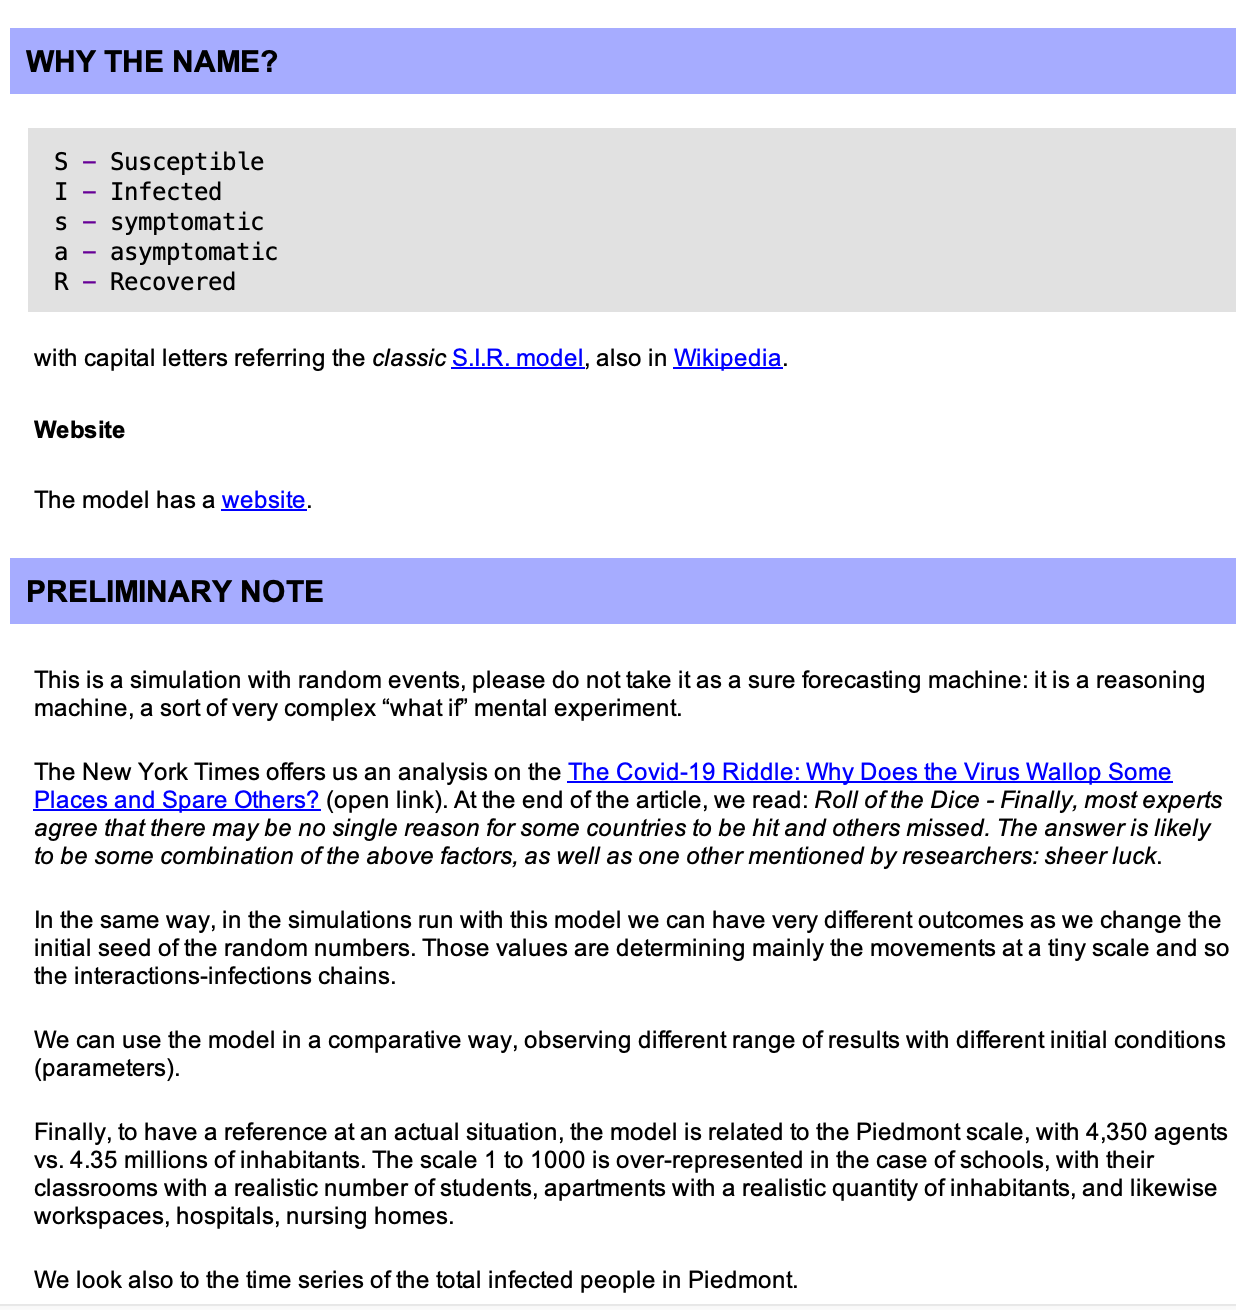 WHY THE NAME?
S – Susceptible
I – Infected
s – symptomatic
a – asymptomatic
R – Recovered
with capital letters referring the classic S.I.R. model, also in Wikipedia.
Website
The model has a website.
PRELIMINARY NOTE
This is a simulation with random events, please do not take it as a sure forecasting machine: it is a reasoning
machine, a sort of very complex “what if” mental experiment.
The New York Times offers us an analysis on the The Covid-19 Riddle: Why Does the Virus Wallop Some
Places and Spare Others? (open link). At the end of the article, we read: Roll of the Dice - Finally, most experts
agree that there may be no single reason for some countries to be hit and others missed. The answer is likely
to be some combination of the above factors, as well as one other mentioned by researchers: sheer luck.
In the same way, in the simulations run with this model we can have very different outcomes as we change the
initial seed of the random numbers. Those values are determining mainly the movements at a tiny scale and so
the interactions-infections chains.
We can use the model in a comparative way, observing different range of results with different initial conditions
(parameters).
Finally, to have a reference at an actual situation, the model is related to the Piedmont scale, with 4,350 agents
vs. 4.35 millions of inhabitants. The scale 1 to 1000 is over-represented in the case of schools, with their
classrooms with a realistic number of students, apartments with a realistic quantity of inhabitants, and likewise
workspaces, hospitals, nursing homes.
We look also to the time series of the total infected people in Piedmont.